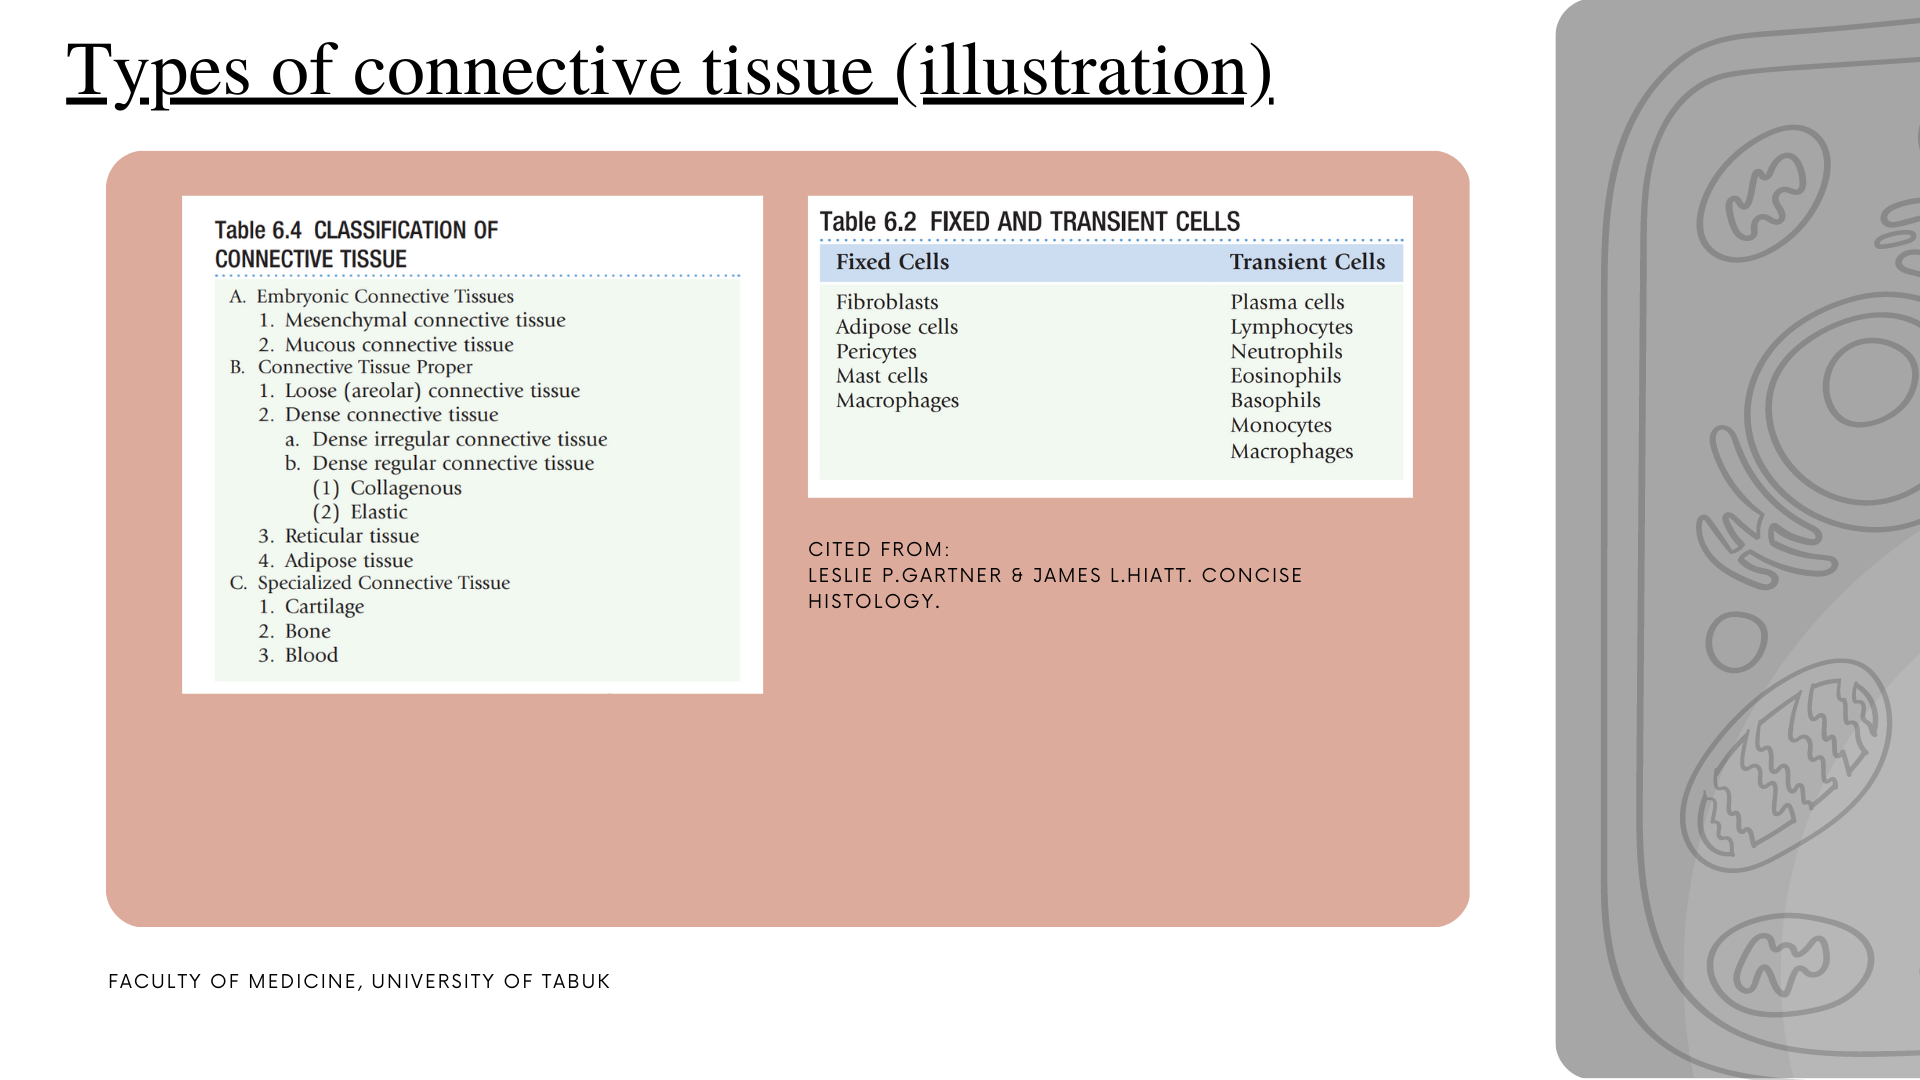 Types of connective tissue (illustration)
Table 6.4 CLASSIFICATION OF
CONNECTIVE TISSUE
A. Embryonic Connective Tissues
1. Mesenchymal connective tissue
2. Mucous connective tissue
B. Connective Tissue Proper
1. Loose (areolar) connective tissue
2. Dense connective tissue
a. Dense irregular connective tissue
b. Dense regular connective tissue
(1) Collagenous
(2) Elastic
3. Reticular tissue
4. Adipose tissue
C. Specialized Connective Tissue
1. Cartilage
2. Bone
3. Blood
Table 6.2 FIXED AND TRANSIENT CELLS
Fixed Cells Transient Cells
Fibroblasts Plasma cells
Adipose cells Lymphocytes
Pericytes Neutrophils
Mast cells Eosinophils
Macrophages Basophils
Monocytes
Macrophages
CITED FROM:
LESLIE P.GARTNER & JAMES L.HIATT. CONCISE
HISTOLOGY.
FACULTY OF MEDICINE, UNIVERSITY OF TABUK